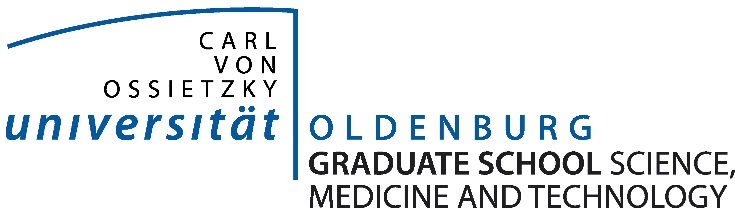 CARL
VON
OSSIETZKY
universität
OLDENBURG
GRADUATE SCHOOL SCIENCE,
MEDICINE AND TECHNOLOGY